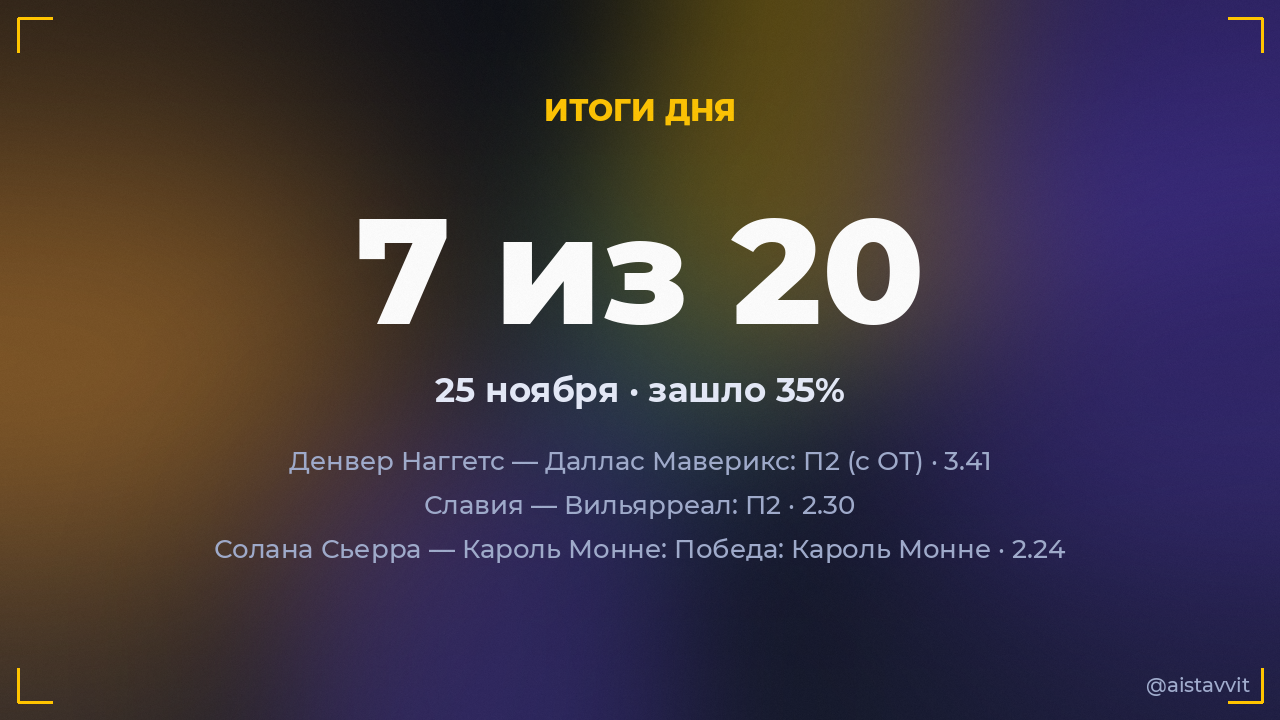 ИТОГИ ДНЯ
7 из 20
25 ноября · зашло 35%
Денвер Наггетс — Даллас Маверикс: П2 (с ОТ) · 3.41
Славия — Вильярреал: П2 · 2.30
Солана Сьерра — Кароль Монне: Победа: Кароль Монне · 2.24
@aistavvit